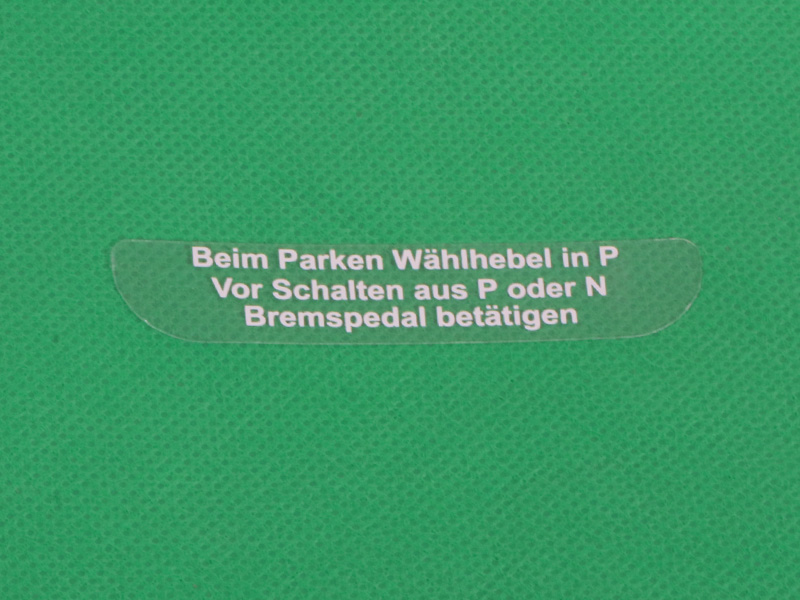 Beim Parken Wählhebel in P
Vor Schalten aus P oder N
Bremspedal betätigen